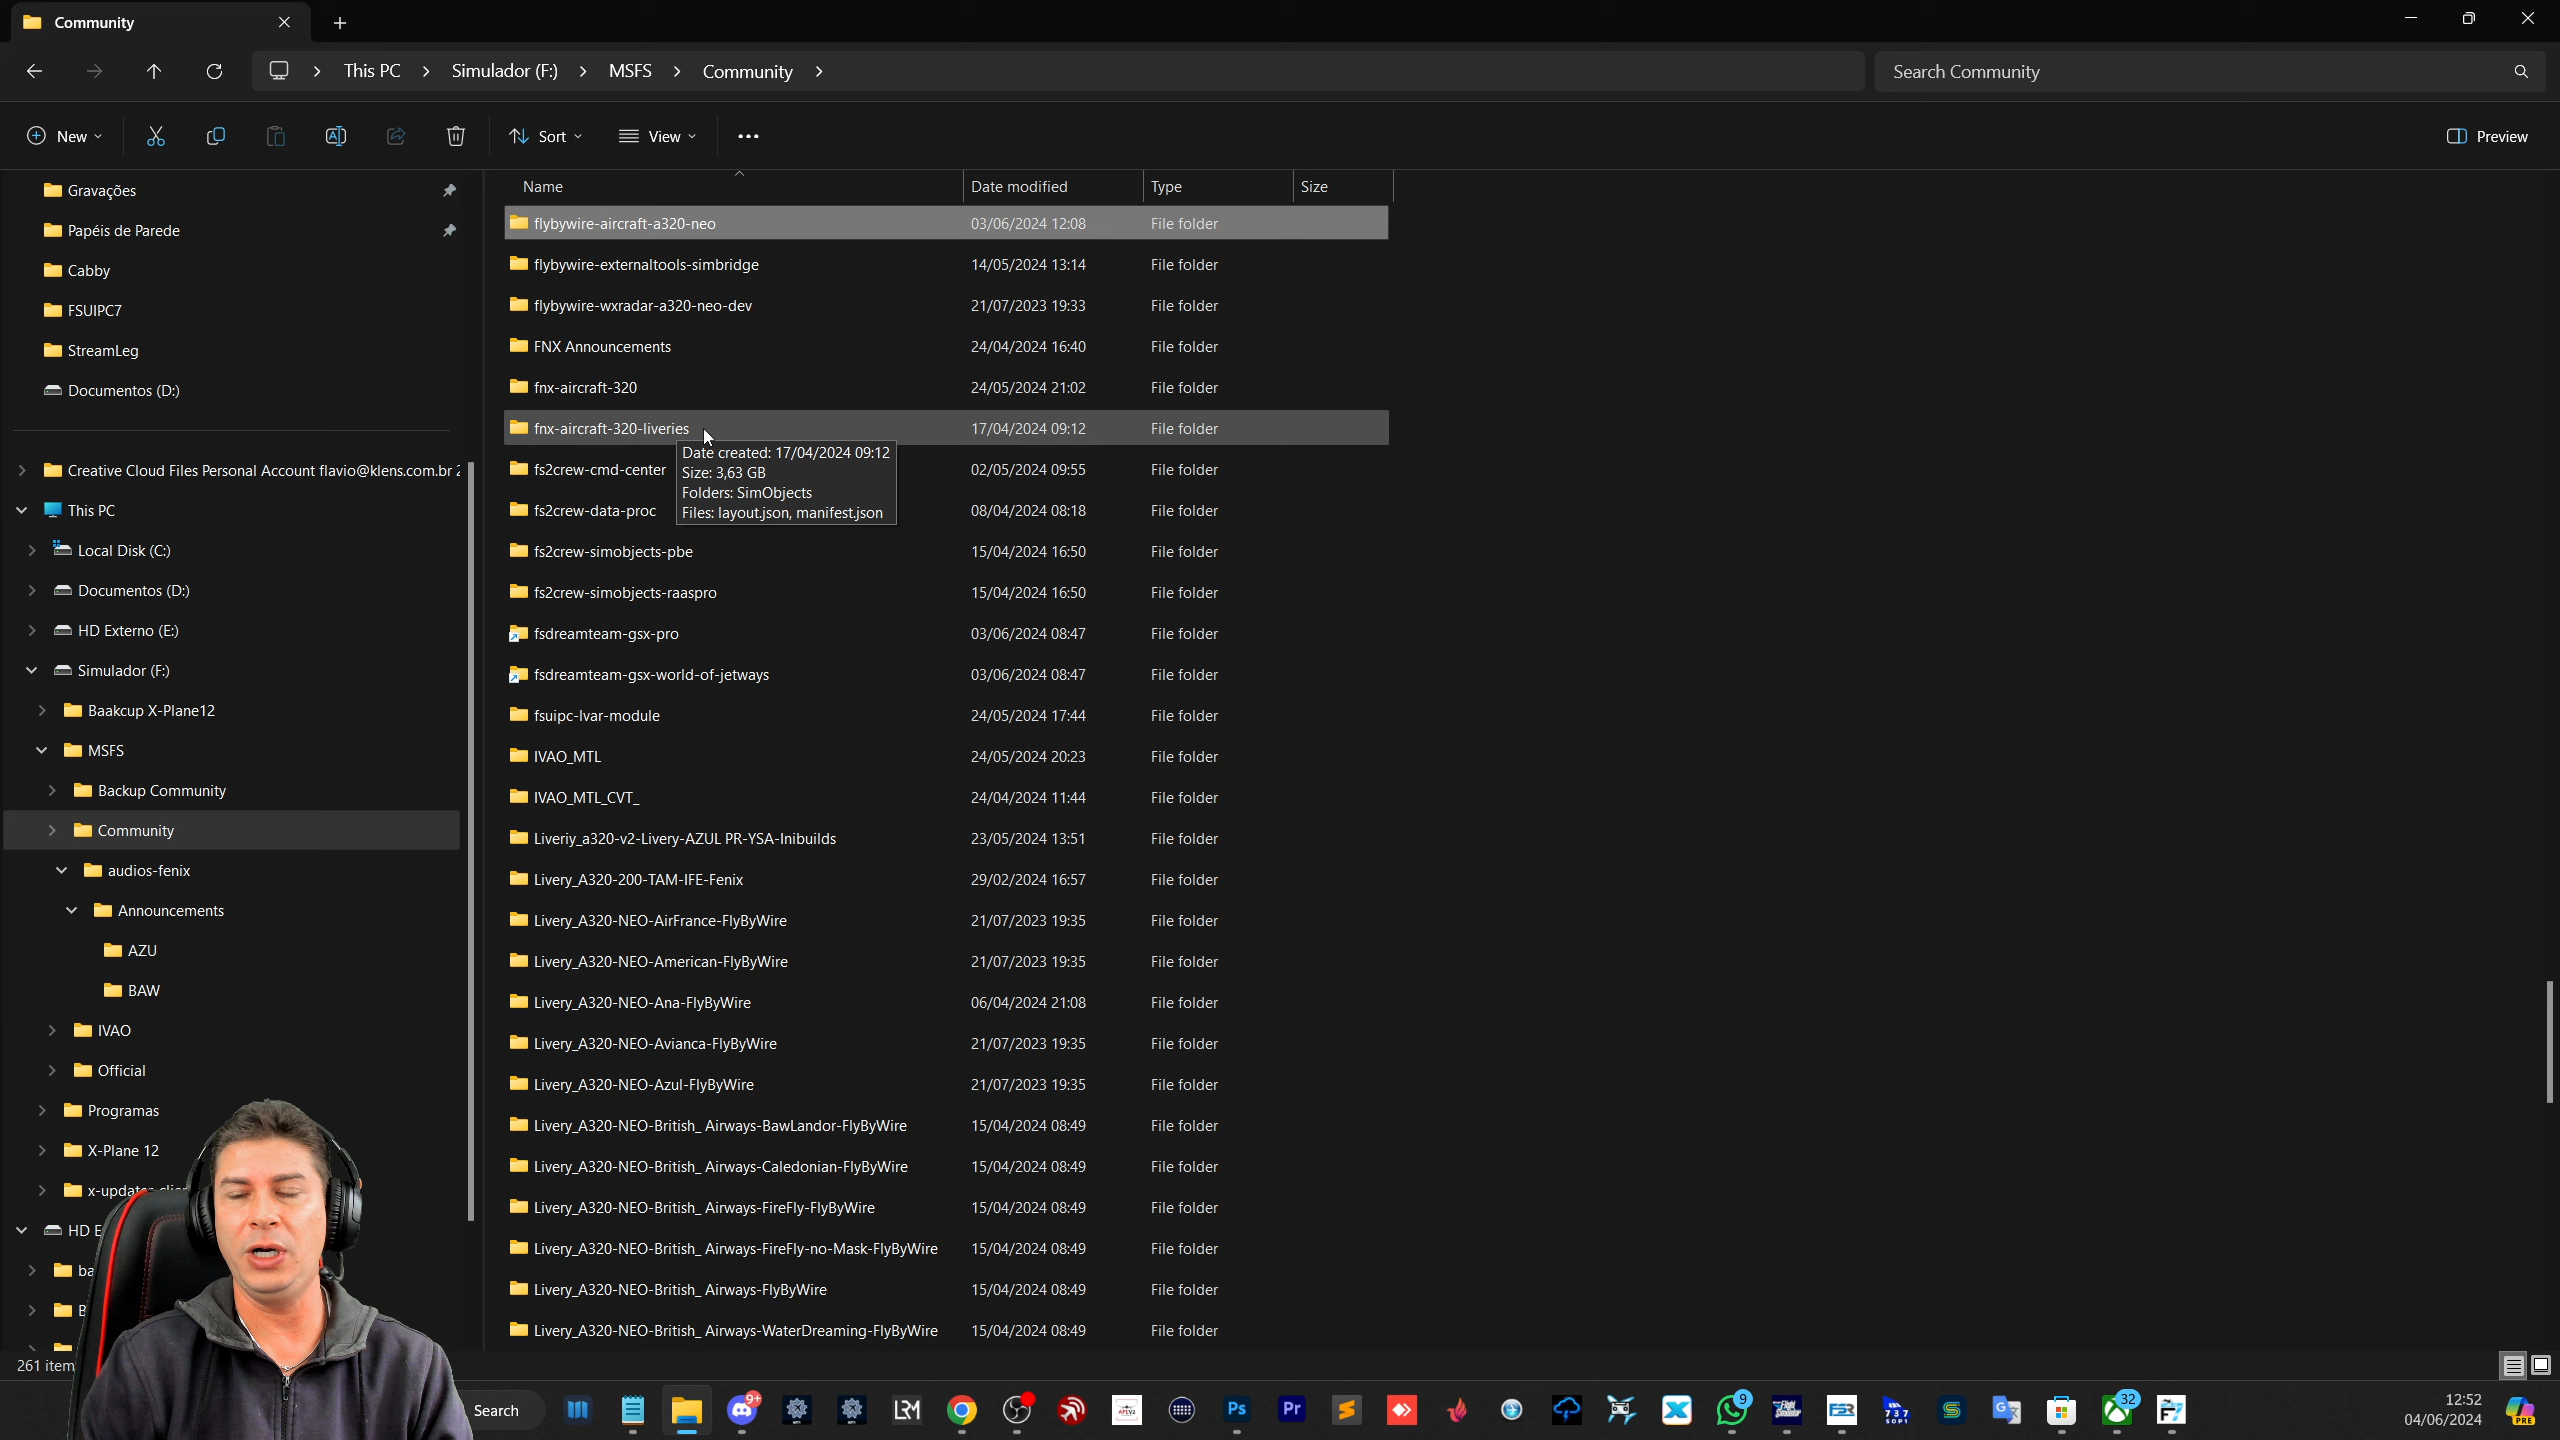 Community
This PC
Simulador (F:)
MSFS
Community
Search Community
New
Sort
View
Preview
Gravações
Papéis de Parede
Cabby
FSUIPC7
StreamLeg
Documentos (D:)
Creative Cloud Files Personal Account flavio@klens.com.br
This PC
Local Disk (C:)
Documentos (D:)
HD Externo (E:)
Simulador (F:)
Baakcup X-Plane12
MSFS
Backup Community
Community
audios-fenix
Announcements
AZU
BAW
IVAO
Official
Programas
X-Plane 12
HD E
ba
B
261 item
Name Date modified Type Size
flybywire-aircraft-a320-neo 03/06/2024 12:08 File folder
flybywire-externaltools-simbridge 14/05/2024 13:14 File folder
flybywire-wxradar-a320-neo-dev 21/07/2023 19:33 File folder
FNX Announcements 24/04/2024 16:40 File folder
fnx-aircraft-320 24/05/2024 21:02 File folder
fnx-aircraft-320-liveries 17/04/2024 09:12 File folder
Date created: 17/04/2024 09:12
Size: 3,63 GB
Folders: SimObjects
Files: layout.json, manifest.json
fs2crew-cmd-center 02/05/2024 09:55 File folder
fs2crew-data-proc 08/04/2024 08:18 File folder
fs2crew-simobjects-pbe 15/04/2024 16:50 File folder
fs2crew-simobjects-raaspro 15/04/2024 16:50 File folder
fsdreamteam-gsx-pro 03/06/2024 08:47 File folder
fsdreamteam-gsx-world-of-jetways 03/06/2024 08:47 File folder
fsuipc-lvar-module 24/05/2024 17:44 File folder
IVAO_MTL 24/05/2024 20:23 File folder
IVAO_MTL_CVT_ 24/04/2024 11:44 File folder
Liveriy_a320-v2-Livery-AZUL PR-YSA-Inibuilds 23/05/2024 13:51 File folder
Livery_A320-200-TAM-IFE-Fenix 29/02/2024 16:57 File folder
Livery_A320-NEO-AirFrance-FlyByWire 21/07/2023 19:35 File folder
Livery_A320-NEO-American-FlyByWire 21/07/2023 19:35 File folder
Livery_A320-NEO-Ana-FlyByWire 06/04/2024 21:08 File folder
Livery_A320-NEO-Avianca-FlyByWire 21/07/2023 19:35 File folder
Livery_A320-NEO-Azul-FlyByWire 21/07/2023 19:35 File folder
Livery_A320-NEO-British_ Airways-BawLandor-FlyByWire 15/04/2024 08:49 File folder
Livery_A320-NEO-British_ Airways-Caledonian-FlyByWire 15/04/2024 08:49 File folder
Livery_A320-NEO-British_ Airways-FireFly-FlyByWire 15/04/2024 08:49 File folder
Livery_A320-NEO-British_ Airways-FireFly-no-Mask-FlyByWire 15/04/2024 08:49 File folder
Livery_A320-NEO-British_ Airways-FlyByWire 15/04/2024 08:49 File folder
Livery_A320-NEO-British_ Airways-WaterDreaming-FlyByWire 15/04/2024 08:49 File folder
Search
9+
LRM
Ps
Pr
9
FSR
737
32
12:52
04/06/2024
PRE